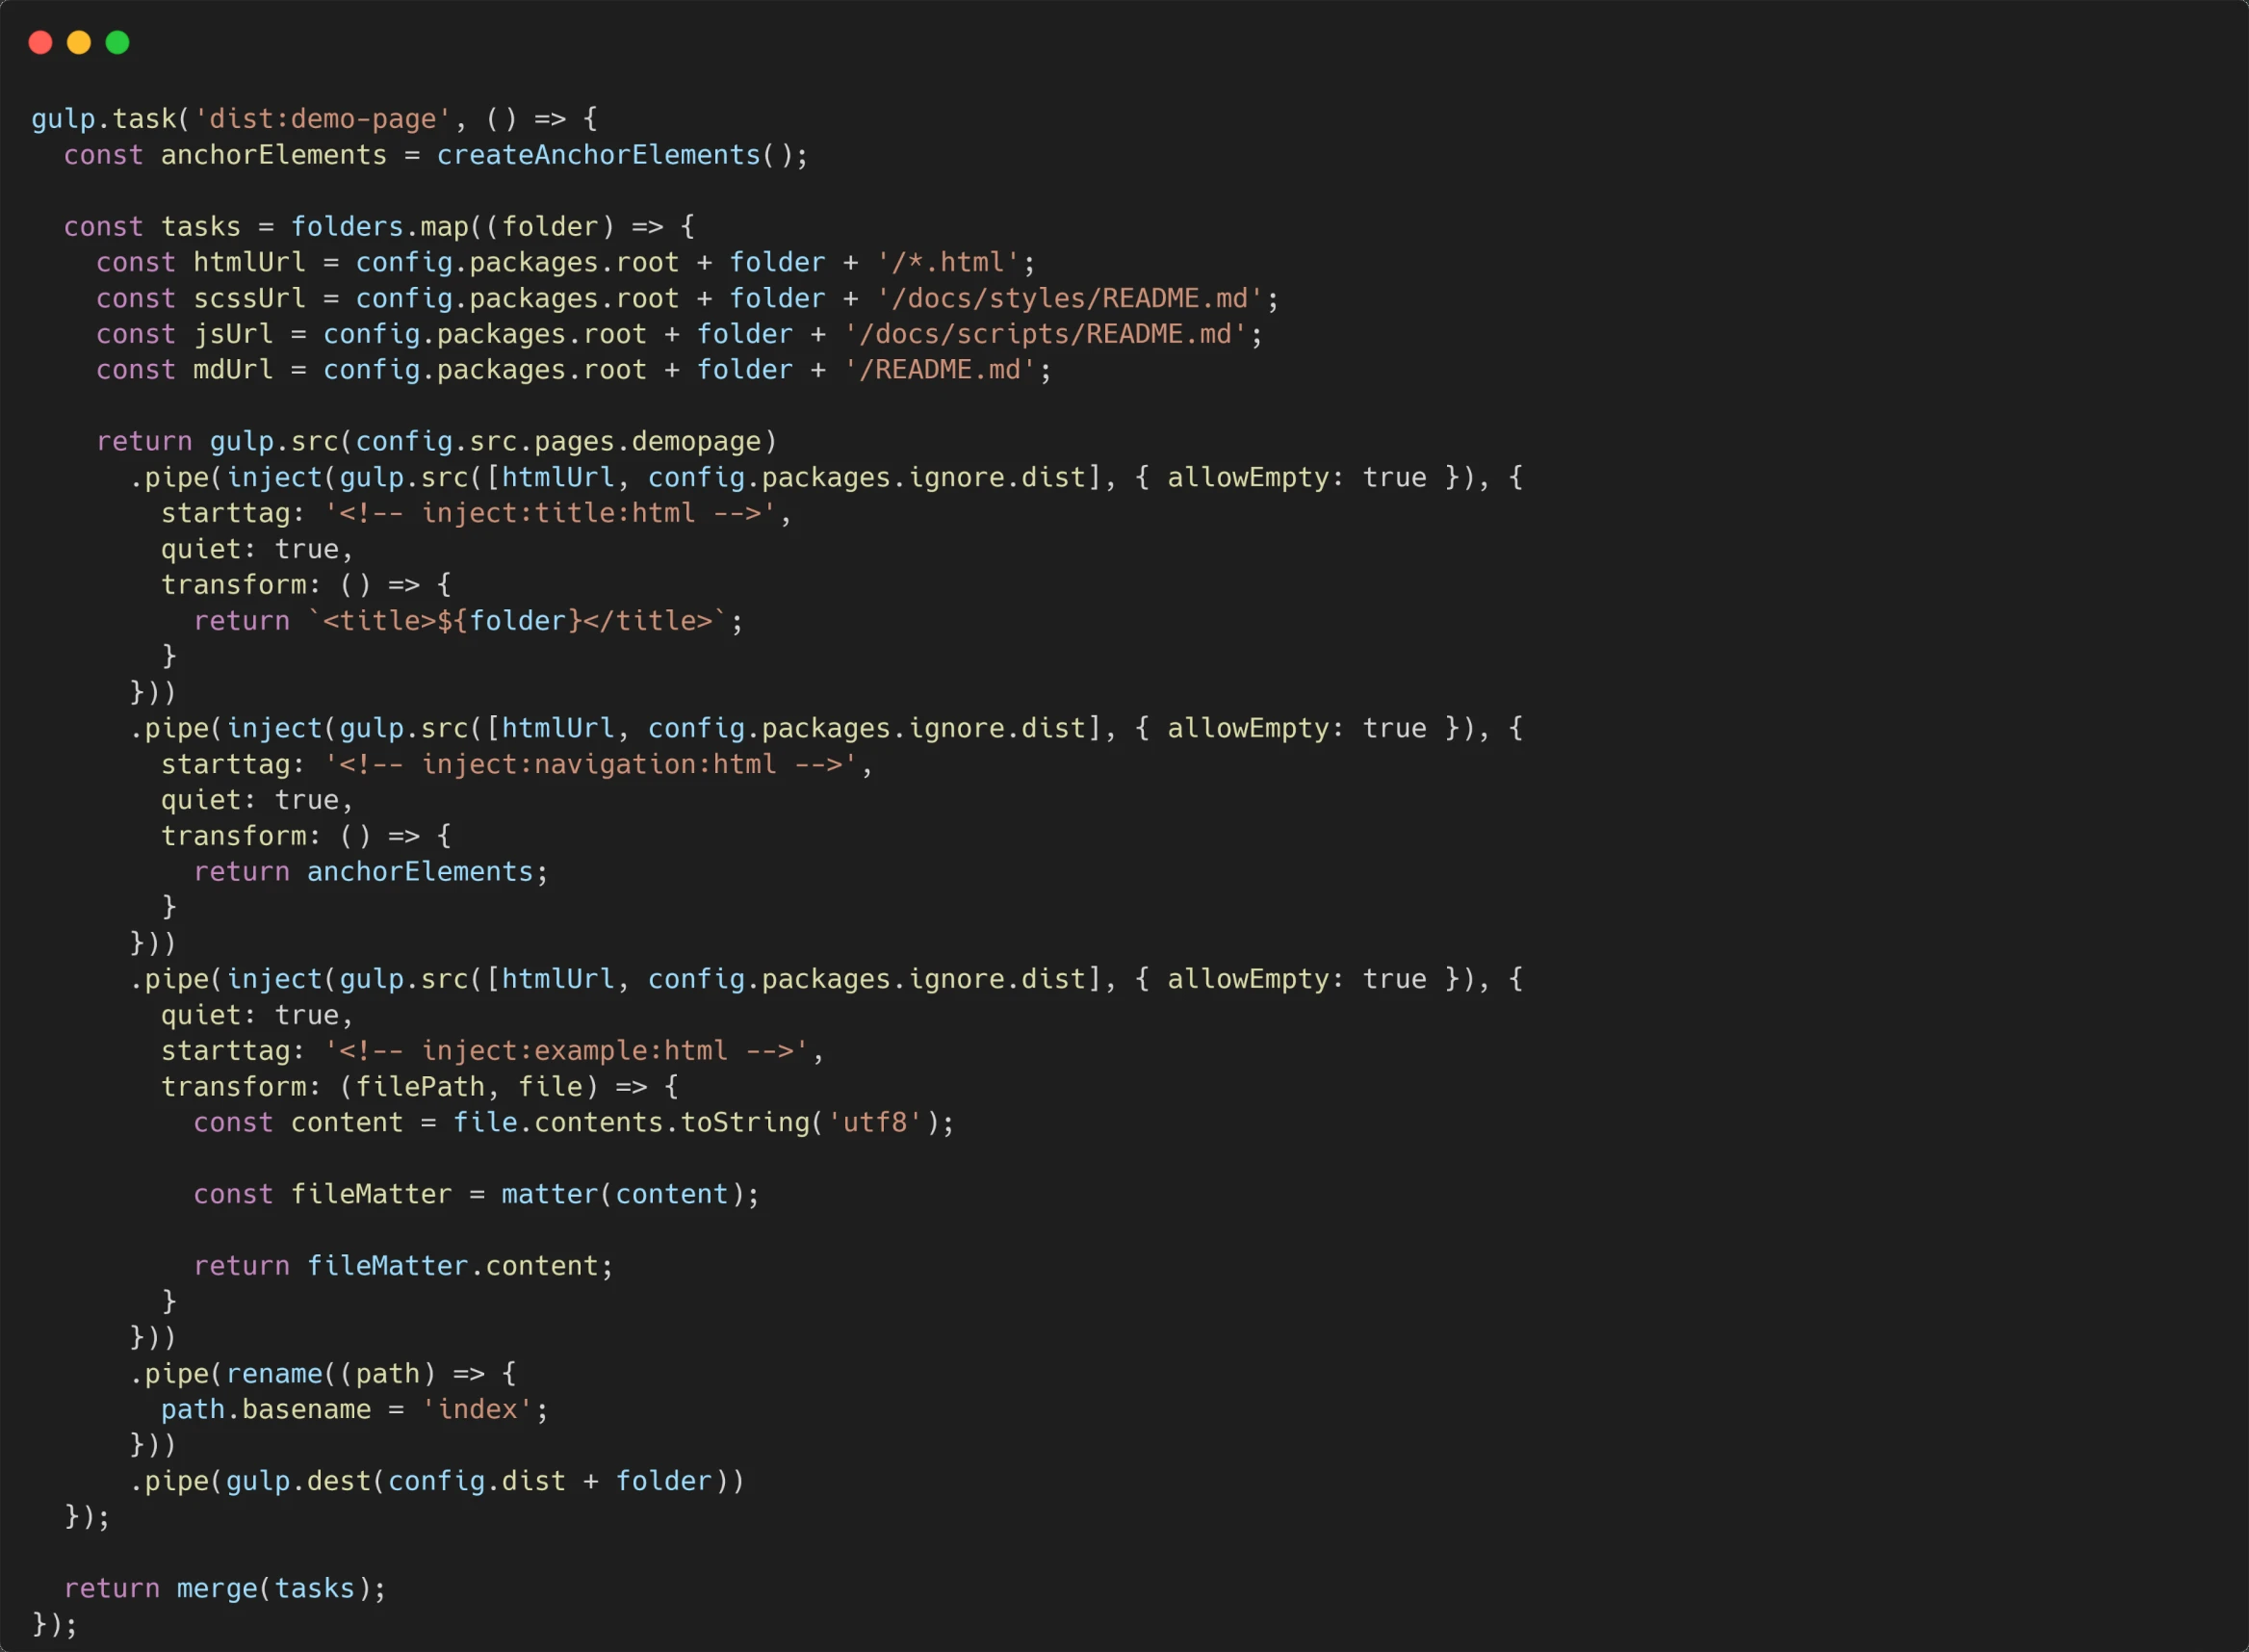 gulp.task('dist:demo-page', () => {
  const anchorElements = createAnchorElements();

  const tasks = folders.map((folder) => {
    const htmlUrl = config.packages.root + folder + '/*.html';
    const scssUrl = config.packages.root + folder + '/docs/styles/README.md';
    const jsUrl = config.packages.root + folder + '/docs/scripts/README.md';
    const mdUrl = config.packages.root + folder + '/README.md';

    return gulp.src(config.src.pages.demopage)
      .pipe(inject(gulp.src([htmlUrl, config.packages.ignore.dist], { allowEmpty: true }), {
        starttag: '<!-- inject:title:html -->',
        quiet: true,
        transform: () => {
          return `<title>${folder}</title>`;
        }
      }))
      .pipe(inject(gulp.src([htmlUrl, config.packages.ignore.dist], { allowEmpty: true }), {
        starttag: '<!-- inject:navigation:html -->',
        quiet: true,
        transform: () => {
          return anchorElements;
        }
      }))
      .pipe(inject(gulp.src([htmlUrl, config.packages.ignore.dist], { allowEmpty: true }), {
        quiet: true,
        starttag: '<!-- inject:example:html -->',
        transform: (filePath, file) => {
          const content = file.contents.toString('utf8');

          const fileMatter = matter(content);

          return fileMatter.content;
        }
      }))
      .pipe(rename((path) => {
        path.basename = 'index';
      }))
      .pipe(gulp.dest(config.dist + folder))
  });

  return merge(tasks);
});